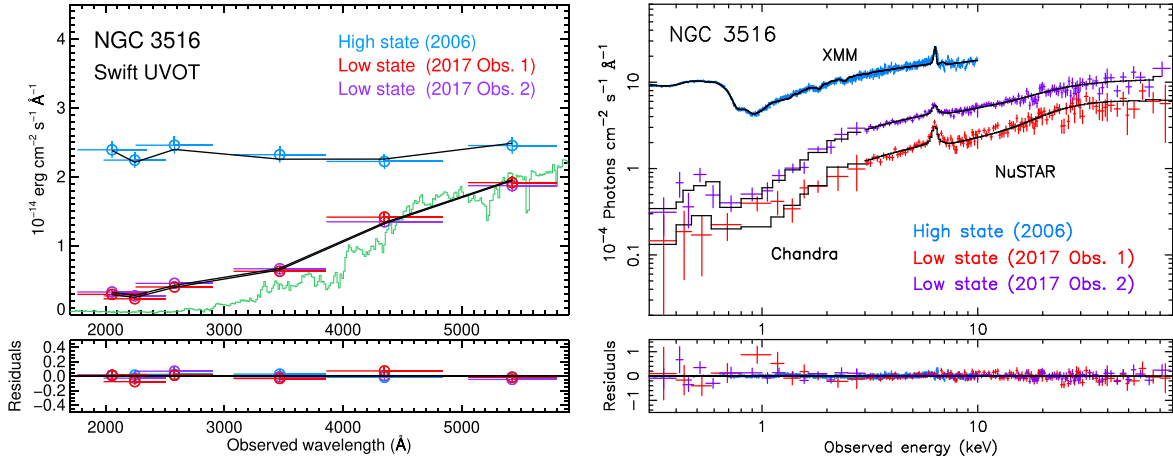 NGC 3516
Swift UVOT
High state (2006)
Low state (2017 Obs. 1)
Low state (2017 Obs. 2)
10⁻¹⁴ erg cm⁻² s⁻¹ Å⁻¹
4
3
2
1
0
2000 3000 4000 5000
Residuals
0.4
0.2
0.0
−0.2
−0.4
2000 3000 4000 5000
Observed wavelength (Å)
NGC 3516
XMM
NuSTAR
Chandra
High state (2006)
Low state (2017 Obs. 1)
Low state (2017 Obs. 2)
10⁻⁴ Photons cm⁻² s⁻¹ Å⁻¹
10
1
0.1
1 10
Residuals
1
0
−1
1 10
Observed energy (keV)